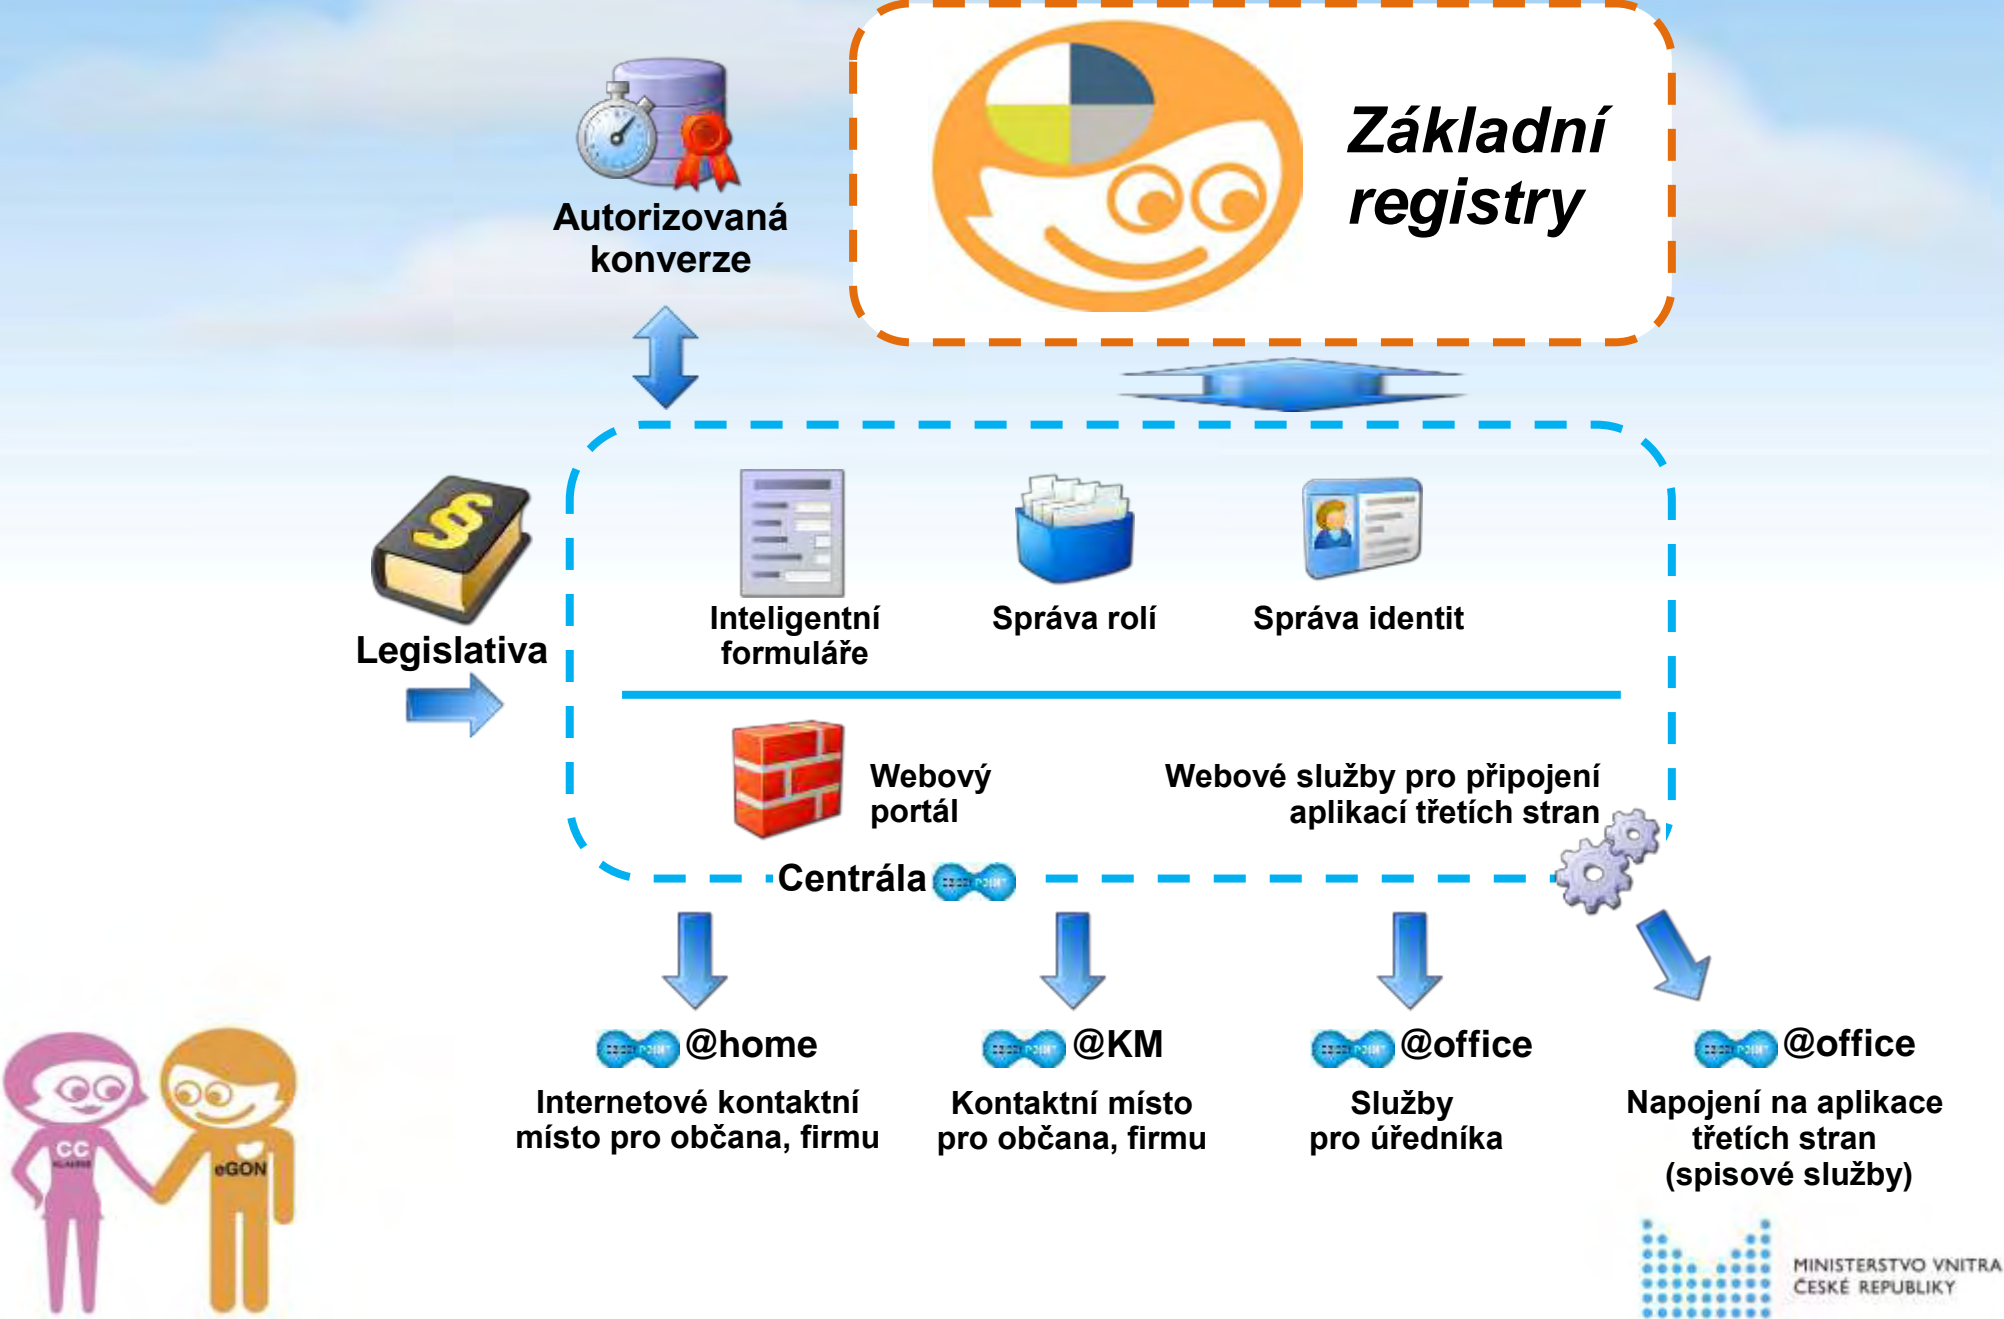 Základní
registry
Autorizovaná
konverze
Legislativa
Inteligentní
formuláře
Správa rolí
Správa identit
Webový
portál
Webové služby pro připojení
aplikací třetích stran
Centrála
@home
Internetové kontaktní
místo pro občana, firmu
@KM
Kontaktní místo
pro občana, firmu
@office
Služby
pro úředníka
@office
Napojení na aplikace
třetích stran
(spisové služby)
CC
eGON
MINISTERSTVO VNITRA
ČESKÉ REPUBLIKY